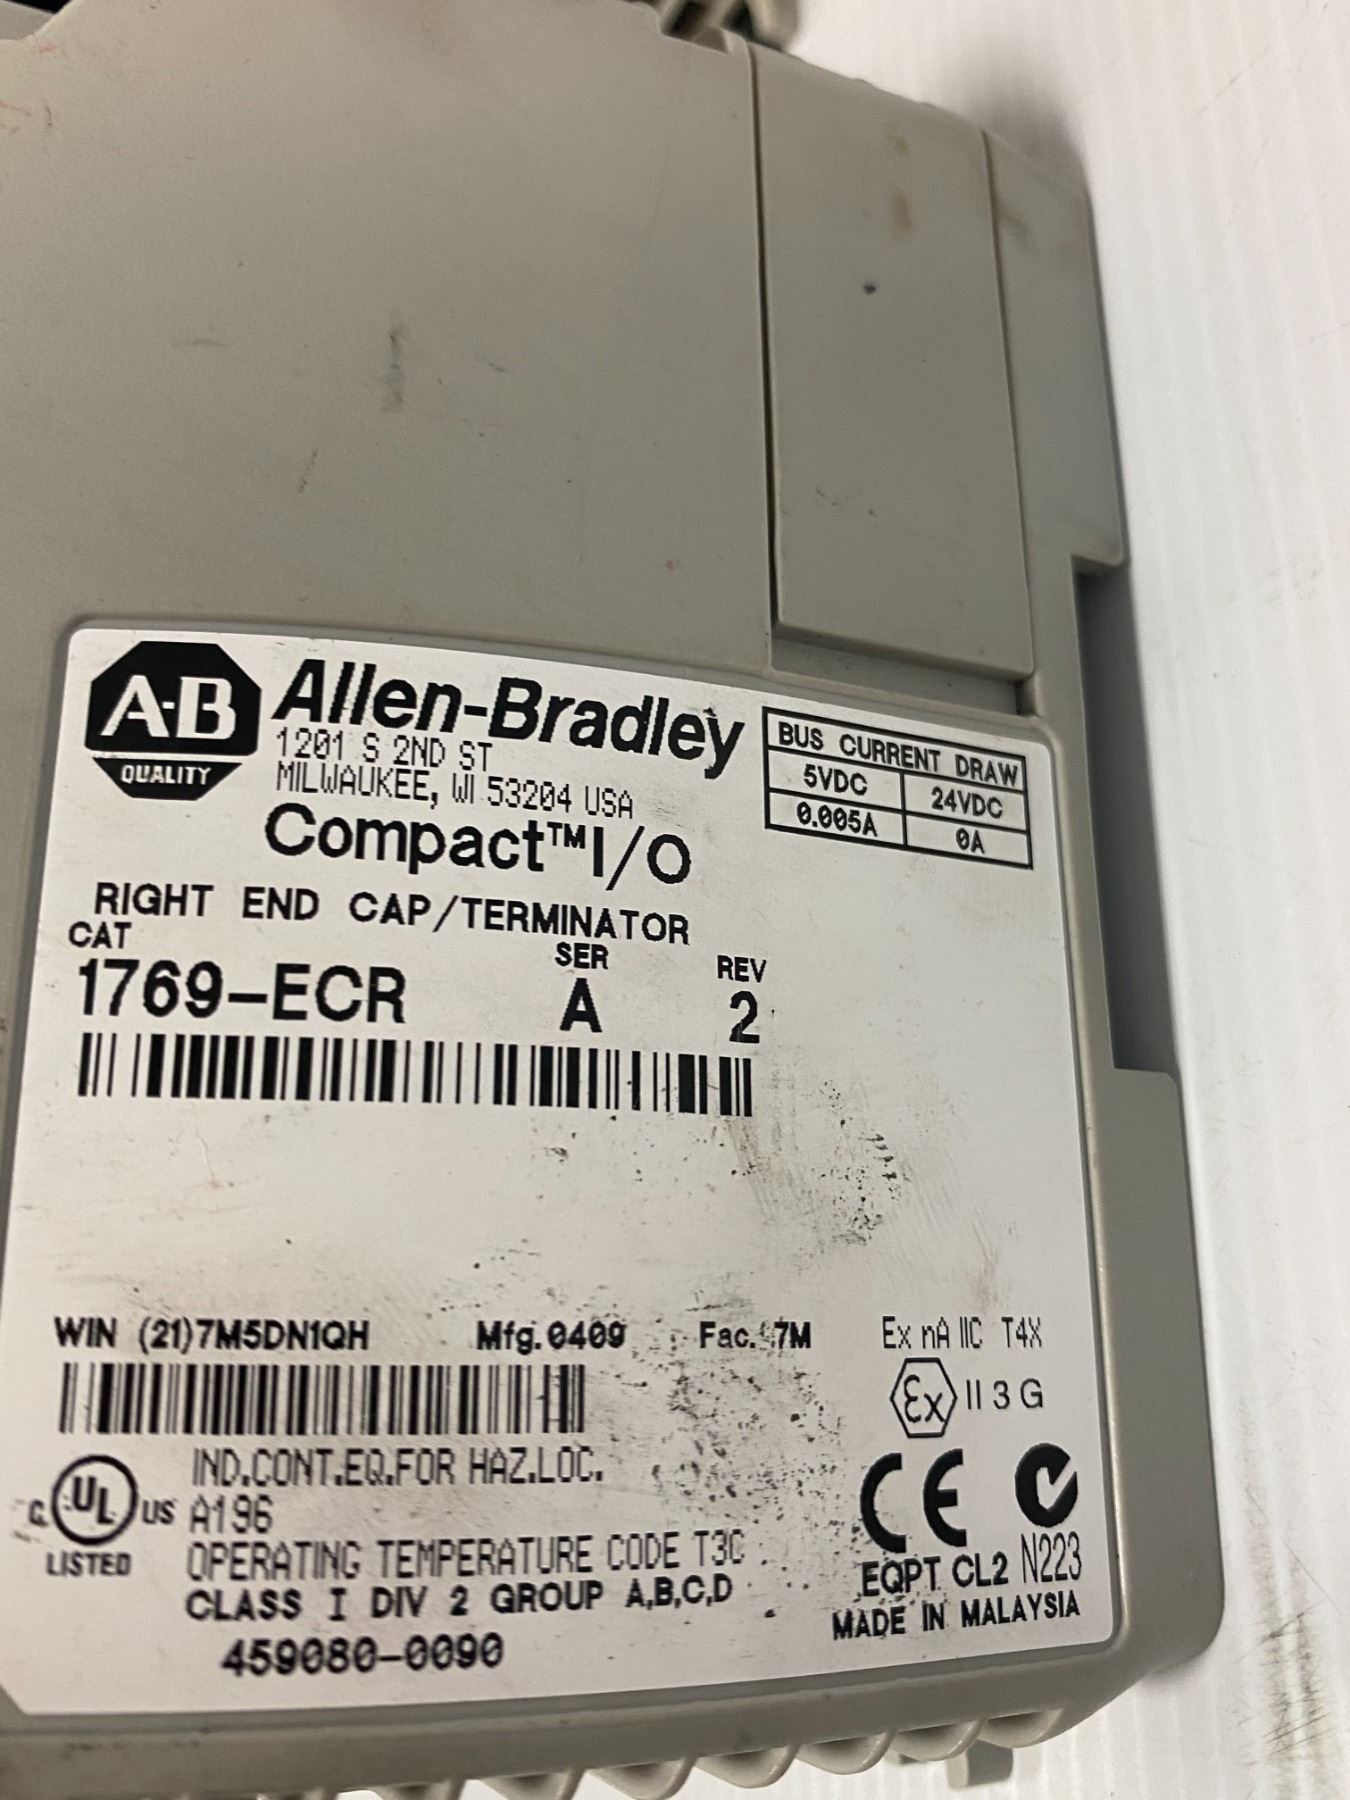 A-B
QUALITY
Allen-Bradley
1201 S 2ND ST
MILWAUKEE, WI 53204 USA
Compact™I/O
RIGHT END CAP/TERMINATOR
BUS CURRENT DRAW
5VDC 24VDC
0.005A 0A
CAT SER REV
1769-ECR A 2
WIN (21)7M5DN1QH Mfg.0409 Fac. 7M
Ex nA IIC T4X
Ex II 3 G
IND.CONT.EQ.FOR HAZ.LOC.
C UL US A196
LISTED
OPERATING TEMPERATURE CODE T3C
CLASS I DIV 2 GROUP A,B,C,D
459080-0090
CE
EQPT CL2 N223
MADE IN MALAYSIA